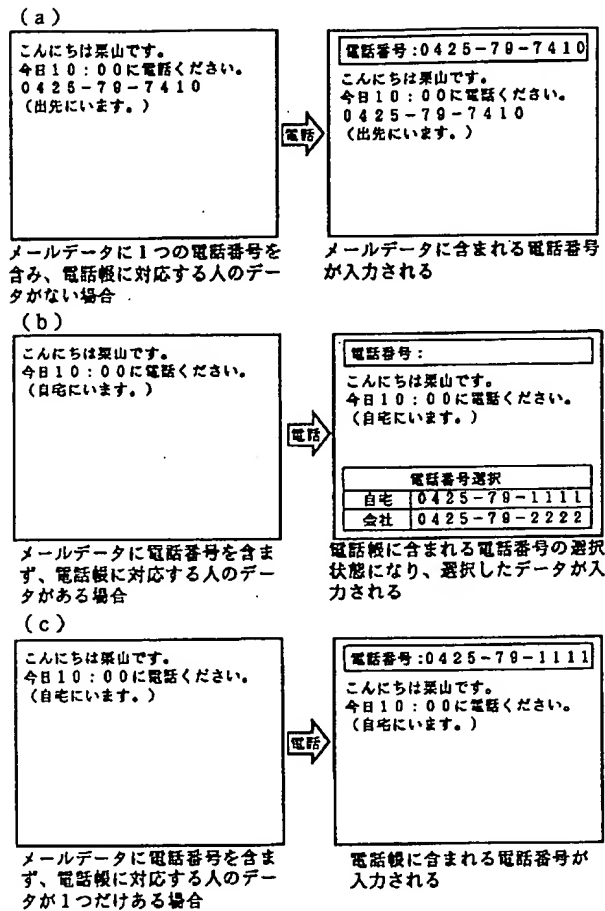 (a)
こんにちは栗山です。
今日10:00に電話ください。
0425-79-7410
(出先にいます。)
電話
電話番号:0425-79-7410
こんにちは栗山です。
今日10:00に電話ください。
0425-79-7410
(出先にいます。)
メールデータに1つの電話番号を
含み、電話帳に対応する人のデー
タがない場合
メールデータに含まれる電話番号
が入力される
(b)
こんにちは栗山です。
今日10:00に電話ください。
(自宅にいます。)
電話
電話番号:
こんにちは栗山です。
今日10:00に電話ください。
(自宅にいます。)
電話番号選択
自宅 0425-79-1111
会社 0425-79-2222
メールデータに電話番号を含ま
ず、電話帳に対応する人のデー
タがある場合
電話帳に含まれる電話番号の選択
状態になり、選択したデータが入
力される
(c)
こんにちは栗山です。
今日10:00に電話ください。
(自宅にいます。)
電話
電話番号:0425-79-1111
こんにちは栗山です。
今日10:00に電話ください。
(自宅にいます。)
メールデータに電話番号を含ま
ず、電話帳に対応する人のデー
タが1つだけある場合
電話帳に含まれる電話番号が
入力される